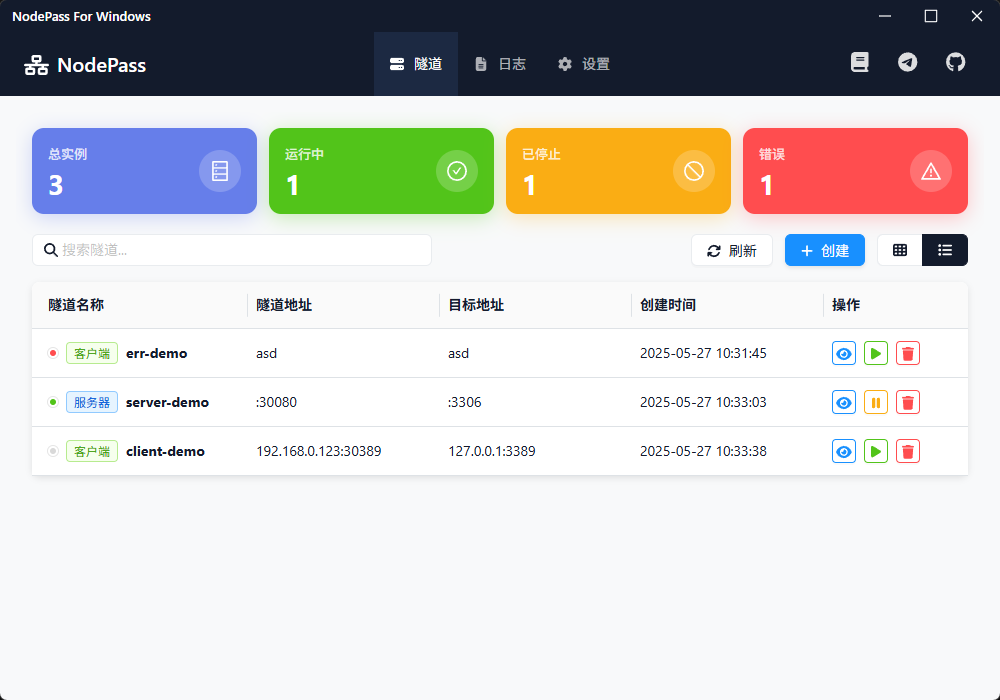 NodePass For Windows
NodePass 隧道 日志 设置
总实例 运行中 已停止 错误
3 1 1 1
搜索隧道... 刷新 + 创建
隧道名称 隧道地址 目标地址 创建时间 操作
客户端 err-demo asd asd 2025-05-27 10:31:45
服务器 server-demo :30080 :3306 2025-05-27 10:33:03
客户端 client-demo 192.168.0.123:30389 127.0.0.1:3389 2025-05-27 10:33:38